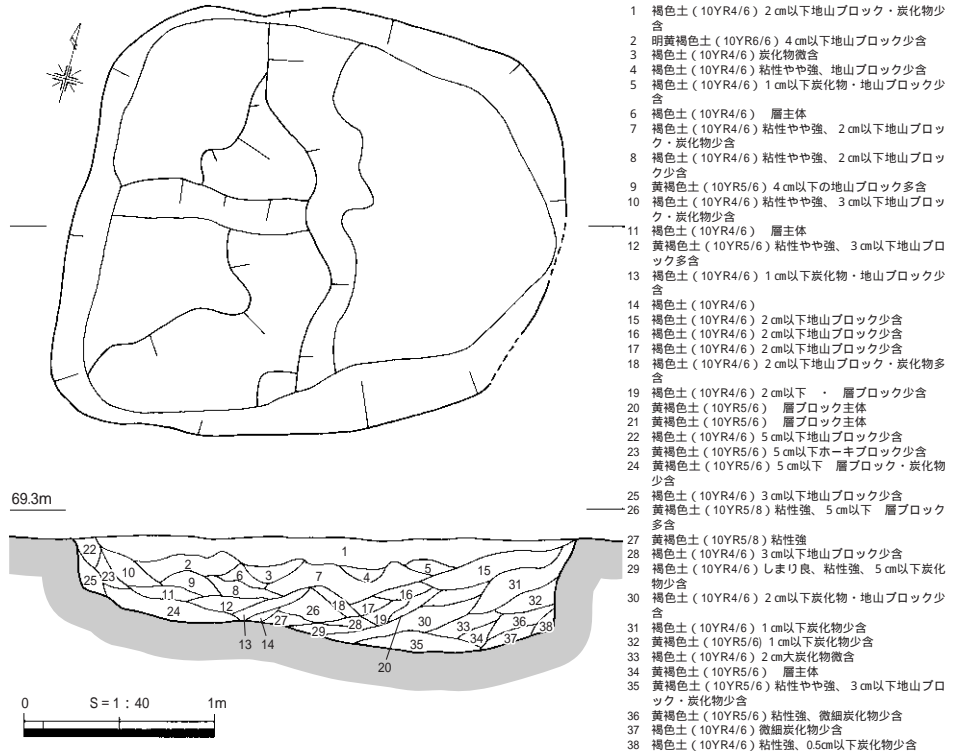 1 褐色土（10YR4/6）2㎝以下地山ブロック・炭化物少
含
2 明黄褐色土（10YR6/6）4㎝以下地山ブロック少含
3 褐色土（10YR4/6）炭化物微含
4 褐色土（10YR4/6）粘性やや強、地山ブロック少含
5 褐色土（10YR4/6）1㎝以下炭化物・地山ブロック少
含
6 褐色土（10YR4/6）　層主体
7 褐色土（10YR4/6）粘性やや強、2㎝以下地山ブロッ
ク・炭化物少含
8 褐色土（10YR4/6）粘性やや強、2㎝以下地山ブロッ
ク少含
9 黄褐色土（10YR5/6）4㎝以下の地山ブロック多含
10 褐色土（10YR4/6）粘性やや強、3㎝以下地山ブロッ
ク・炭化物少含
11 褐色土（10YR4/6）　層主体
12 黄褐色土（10YR5/6）粘性やや強、3㎝以下地山ブロ
ック多含
13 褐色土（10YR4/6）1㎝以下炭化物・地山ブロック少
含
14 褐色土（10YR4/6）
15 褐色土（10YR4/6）2㎝以下地山ブロック少含
16 褐色土（10YR4/6）2㎝以下地山ブロック少含
17 褐色土（10YR4/6）2㎝以下地山ブロック少含
18 褐色土（10YR4/6）2㎝以下地山ブロック・炭化物多
含
19 褐色土（10YR4/6）2㎝以下　・　層ブロック少含
20 黄褐色土（10YR5/6）　層ブロック主体
21 黄褐色土（10YR5/6）　層ブロック主体
22 褐色土（10YR4/6）5㎝以下地山ブロック少含
23 黄褐色土（10YR5/6）5㎝以下ホーキブロック少含
24 黄褐色土（10YR5/6）5㎝以下　層ブロック・炭化物
少含
25 褐色土（10YR4/6）3㎝以下地山ブロック少含
26 黄褐色土（10YR5/8）粘性強、5㎝以下　層ブロック
多含
27 黄褐色土（10YR5/8）粘性強
28 褐色土（10YR4/6）3㎝以下地山ブロック少含
29 褐色土（10YR4/6）しまり良、粘性強、5㎝以下炭化
物少含
30 褐色土（10YR4/6）2㎝以下炭化物・地山ブロック少
含
31 褐色土（10YR4/6）1㎝以下炭化物少含
32 黄褐色土（10YR5/6）1㎝以下炭化物少含
33 褐色土（10YR4/6）2㎝大炭化物微含
34 黄褐色土（10YR5/6）　層主体
35 黄褐色土（10YR5/6）粘性やや強、3㎝以下地山ブロ
ック・炭化物少含
36 黄褐色土（10YR5/6）粘性強、微細炭化物少含
37 褐色土（10YR4/6）微細炭化物少含
38 褐色土（10YR4/6）粘性強、0.5㎝以下炭化物少含
69.3m
22 1
2 5
23 10 6 3 7 4 15
25 9 8 31
11 16
24 12 26 18 17 32
27 19 30 36
29 28 33 38
13 14 35 34 37
20
0 S=1：40 1m